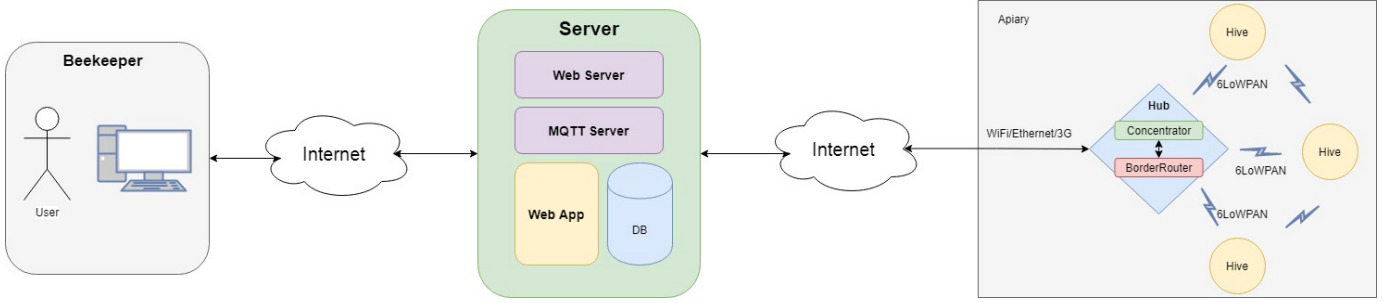 Beekeeper
User
Internet
Server
Web Server
MQTT Server
Web App
DB
Internet
Apiary
WiFi/Ethernet/3G
Hub
Concentrator
BorderRouter
6LoWPAN
6LoWPAN
6LoWPAN
Hive
Hive
Hive